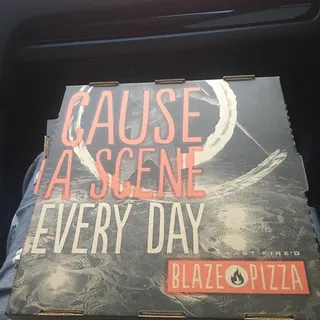 CAUSE
A SCENE
EVERY DAY
FAST FIRE'D
BLAZE PIZZA